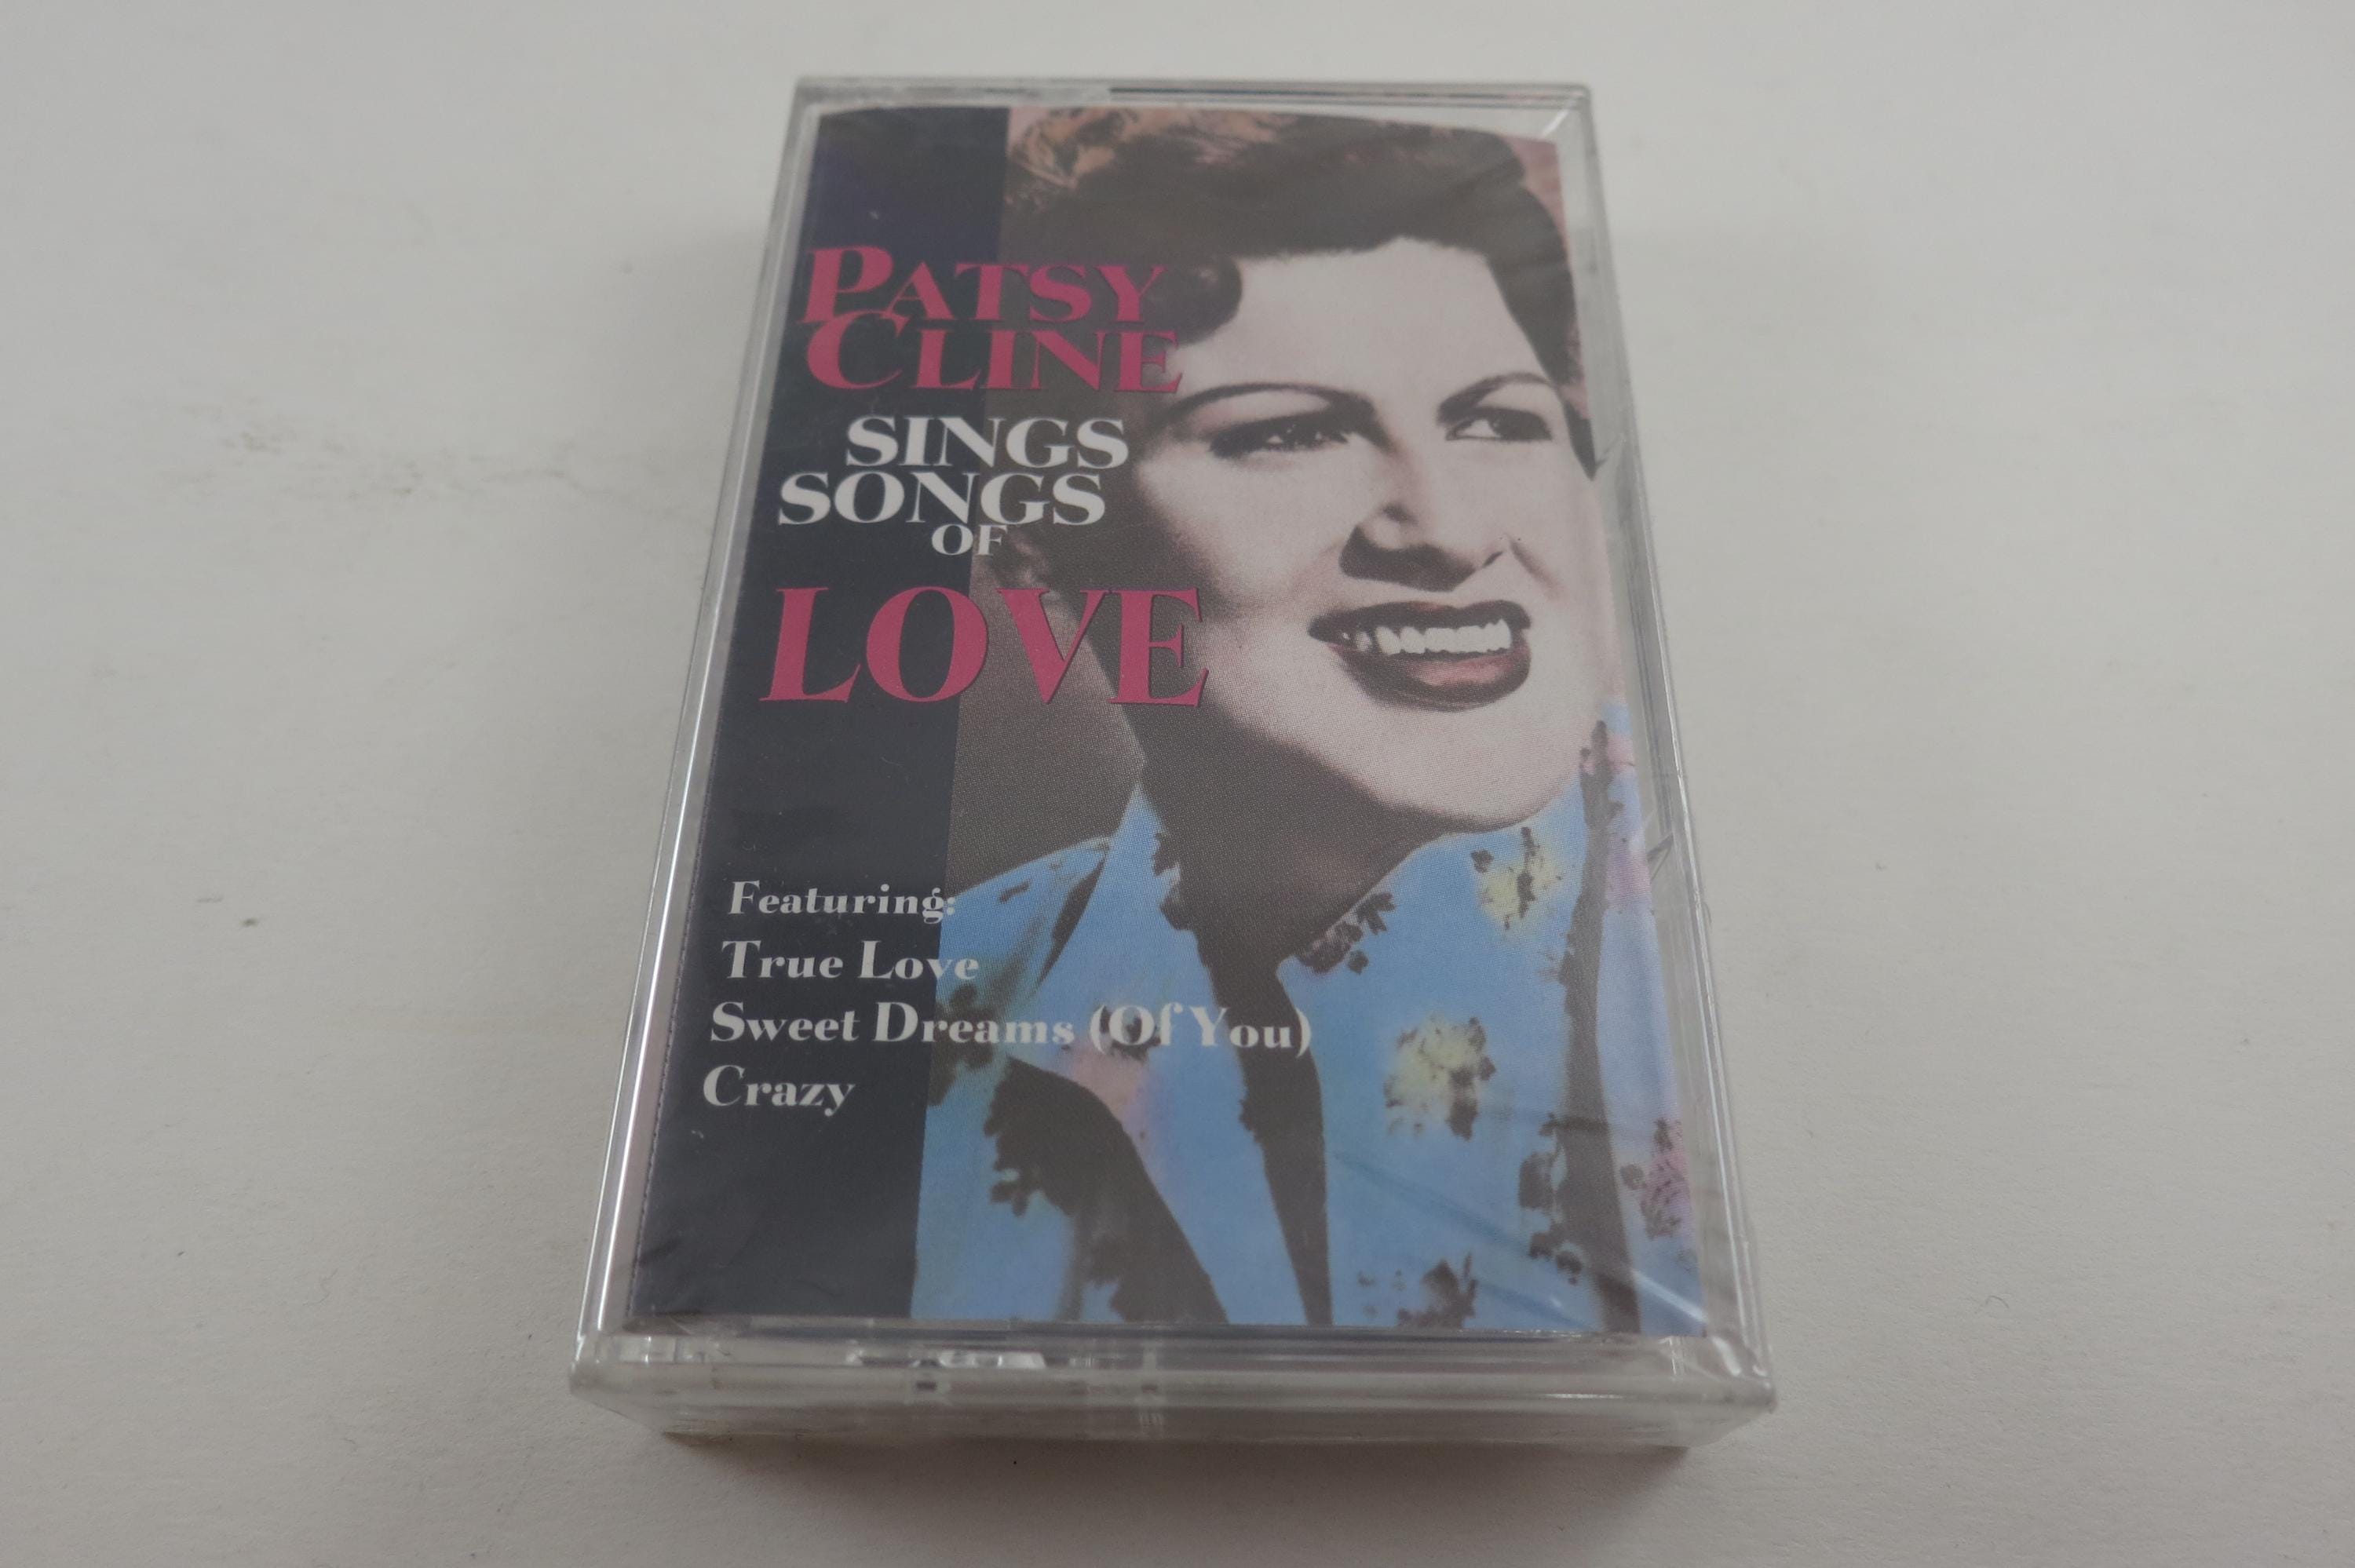 PATSY
CLINE
SINGS
SONGS
OF
LOVE
Featuring:
True Love
Sweet Dreams (Of You)
Crazy